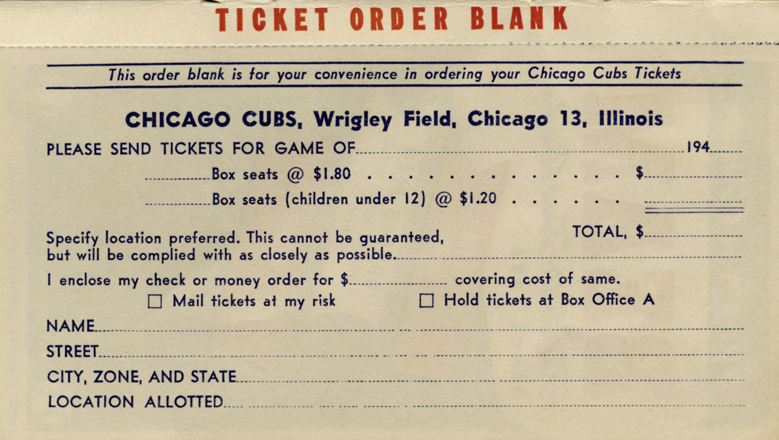 TICKET ORDER BLANK
This order blank is for your convenience in ordering your Chicago Cubs Tickets
CHICAGO CUBS, Wrigley Field, Chicago 13, Illinois
PLEASE SEND TICKETS FOR GAME OF 194
Box seats @ $1.80 . . . . . . . . . . . . . $
Box seats (children under 12) @ $1.20 . . . . . .
TOTAL, $
Specify location preferred. This cannot be guaranteed,
but will be complied with as closely as possible.
I enclose my check or money order for $ covering cost of same.
☐ Mail tickets at my risk ☐ Hold tickets at Box Office A
NAME
STREET
CITY, ZONE, AND STATE
LOCATION ALLOTTED